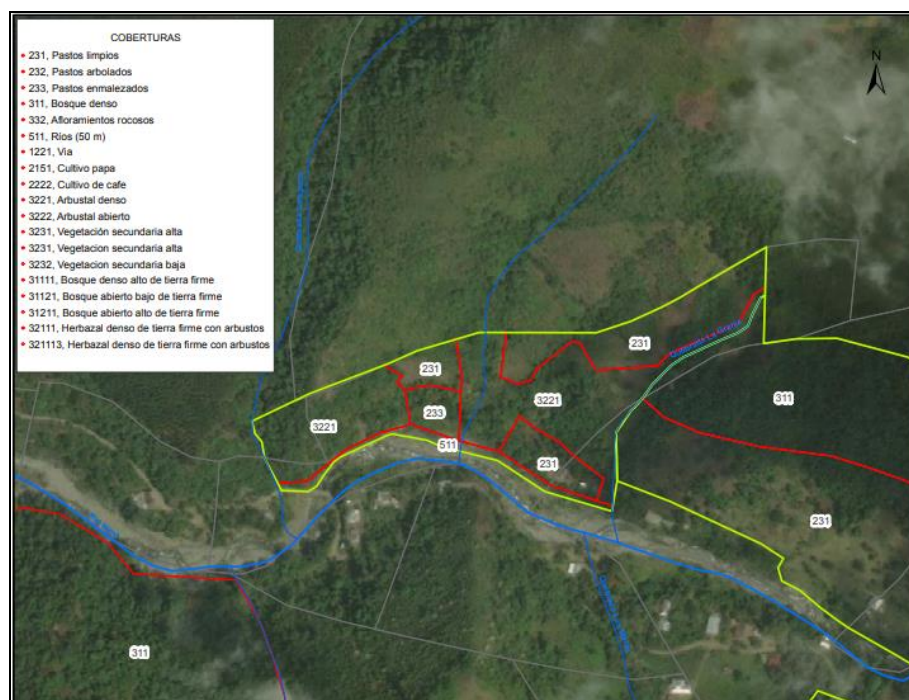 COBERTURAS
231, Pastos limpios
232, Pastos arbolados
233, Pastos enmalezados
311, Bosque denso
332, Afloramientos rocosos
511, Rios (50 m)
1221, Via
2151, Cultivo papa
2222, Cultivo de cafe
3221, Arbustal denso
3222, Arbustal abierto
3231, Vegetación secundaria alta
3231, Vegetacion secundaria alta
3232, Vegetacion secundaria baja
31111, Bosque denso alto de tierra firme
31121, Bosque abierto bajo de tierra firme
31211, Bosque abierto alto de tierra firme
32111, Herbazal denso de tierra firme con arbustos
321113, Herbazal denso de tierra firme con arbustos
N
231
231
311
3221
233
3221
511
231
231
311